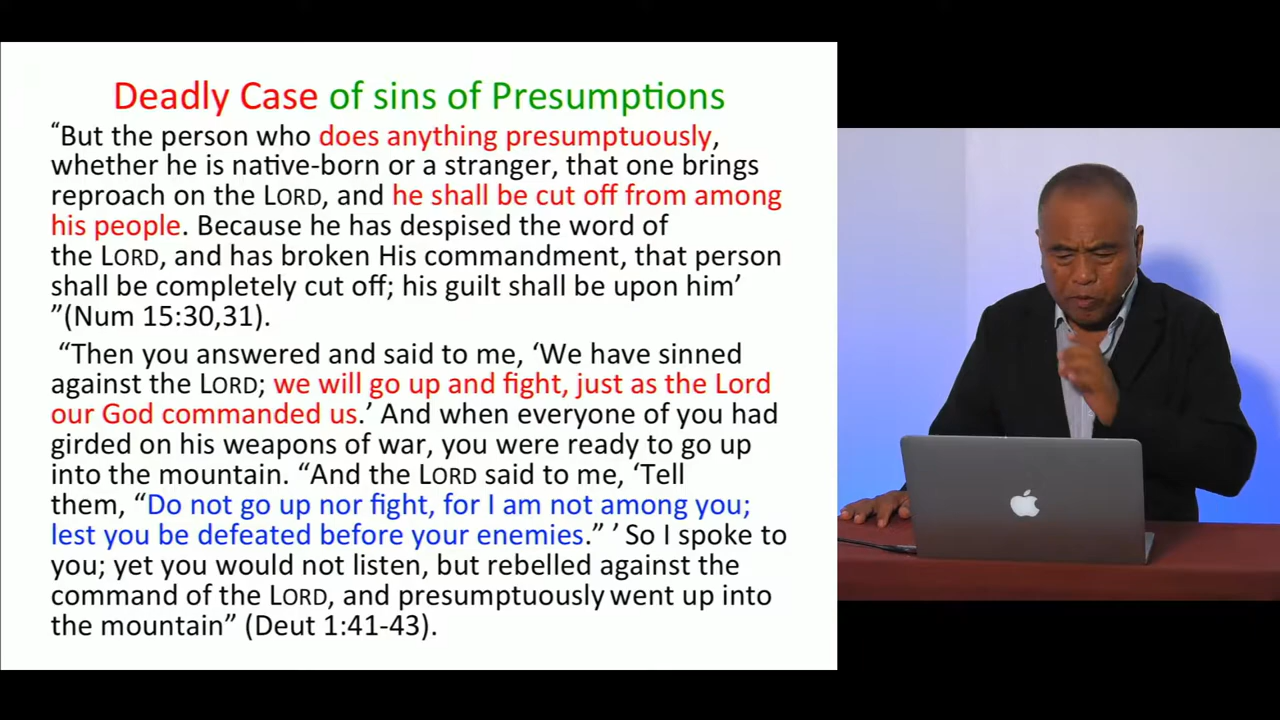 Deadly Case of sins of Presumptions
“But the person who does anything presumptuously,
whether he is native-born or a stranger, that one brings
reproach on the LORD, and he shall be cut off from among
his people. Because he has despised the word of
the LORD, and has broken His commandment, that person
shall be completely cut off; his guilt shall be upon him’
”(Num 15:30,31).
“Then you answered and said to me, ‘We have sinned
against the LORD; we will go up and fight, just as the Lord
our God commanded us.’ And when everyone of you had
girded on his weapons of war, you were ready to go up
into the mountain. “And the LORD said to me, ‘Tell
them, “Do not go up nor fight, for I am not among you;
lest you be defeated before your enemies.” ’ So I spoke to
you; yet you would not listen, but rebelled against the
command of the LORD, and presumptuously went up into
the mountain” (Deut 1:41-43).